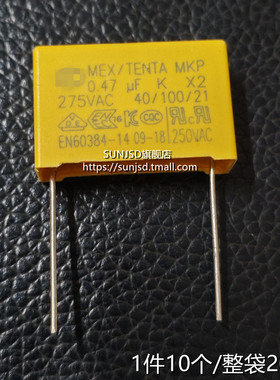 MEX/TENTA MKP
0.47 µF K X2
275VAC 40/100/21
SUNJSD旗舰店
EN60384-14 09-18 250VAC
https://sunjsd.tmall.com
1件10个/整袋2